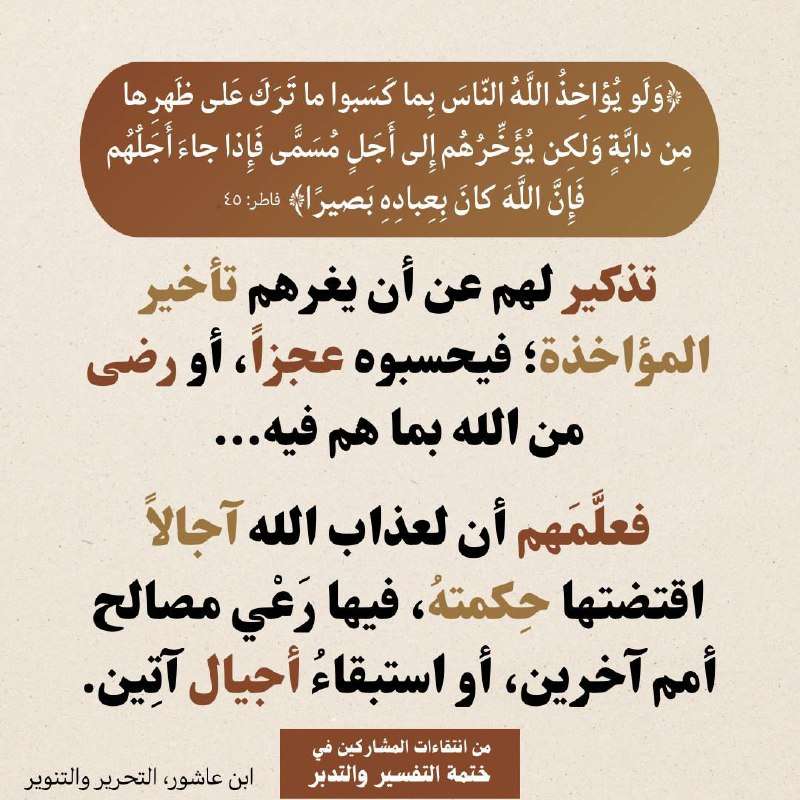 ﴿وَلَو يُؤاخِذُ اللَّهُ النّاسَ بِما كَسَبوا ما تَرَكَ عَلى ظَهرِها
مِن دابَّةٍ وَلكِن يُؤَخِّرُهُم إِلى أَجَلٍ مُسَمًّى فَإِذا جاءَ أَجَلُهُم
فَإِنَّ اللَّهَ كانَ بِعِبادِهِ بَصيرًا﴾ فاطر: ٤٥
تذكير لهم عن أن يغرهم تأخير
المؤاخذة؛ فيحسبوه عجزاً، أو رضى
من الله بما هم فيه...
فعلَّمَهم أن لعذاب الله آجالاً
اقتضتها حِكمتهُ، فيها رَعْي مصالح
أمم آخرين، أو استبقاءُ أجيال آتِين.
من انتقاءات المشاركين في
ختمة التفسير والتدبر
ابن عاشور، التحرير والتنوير